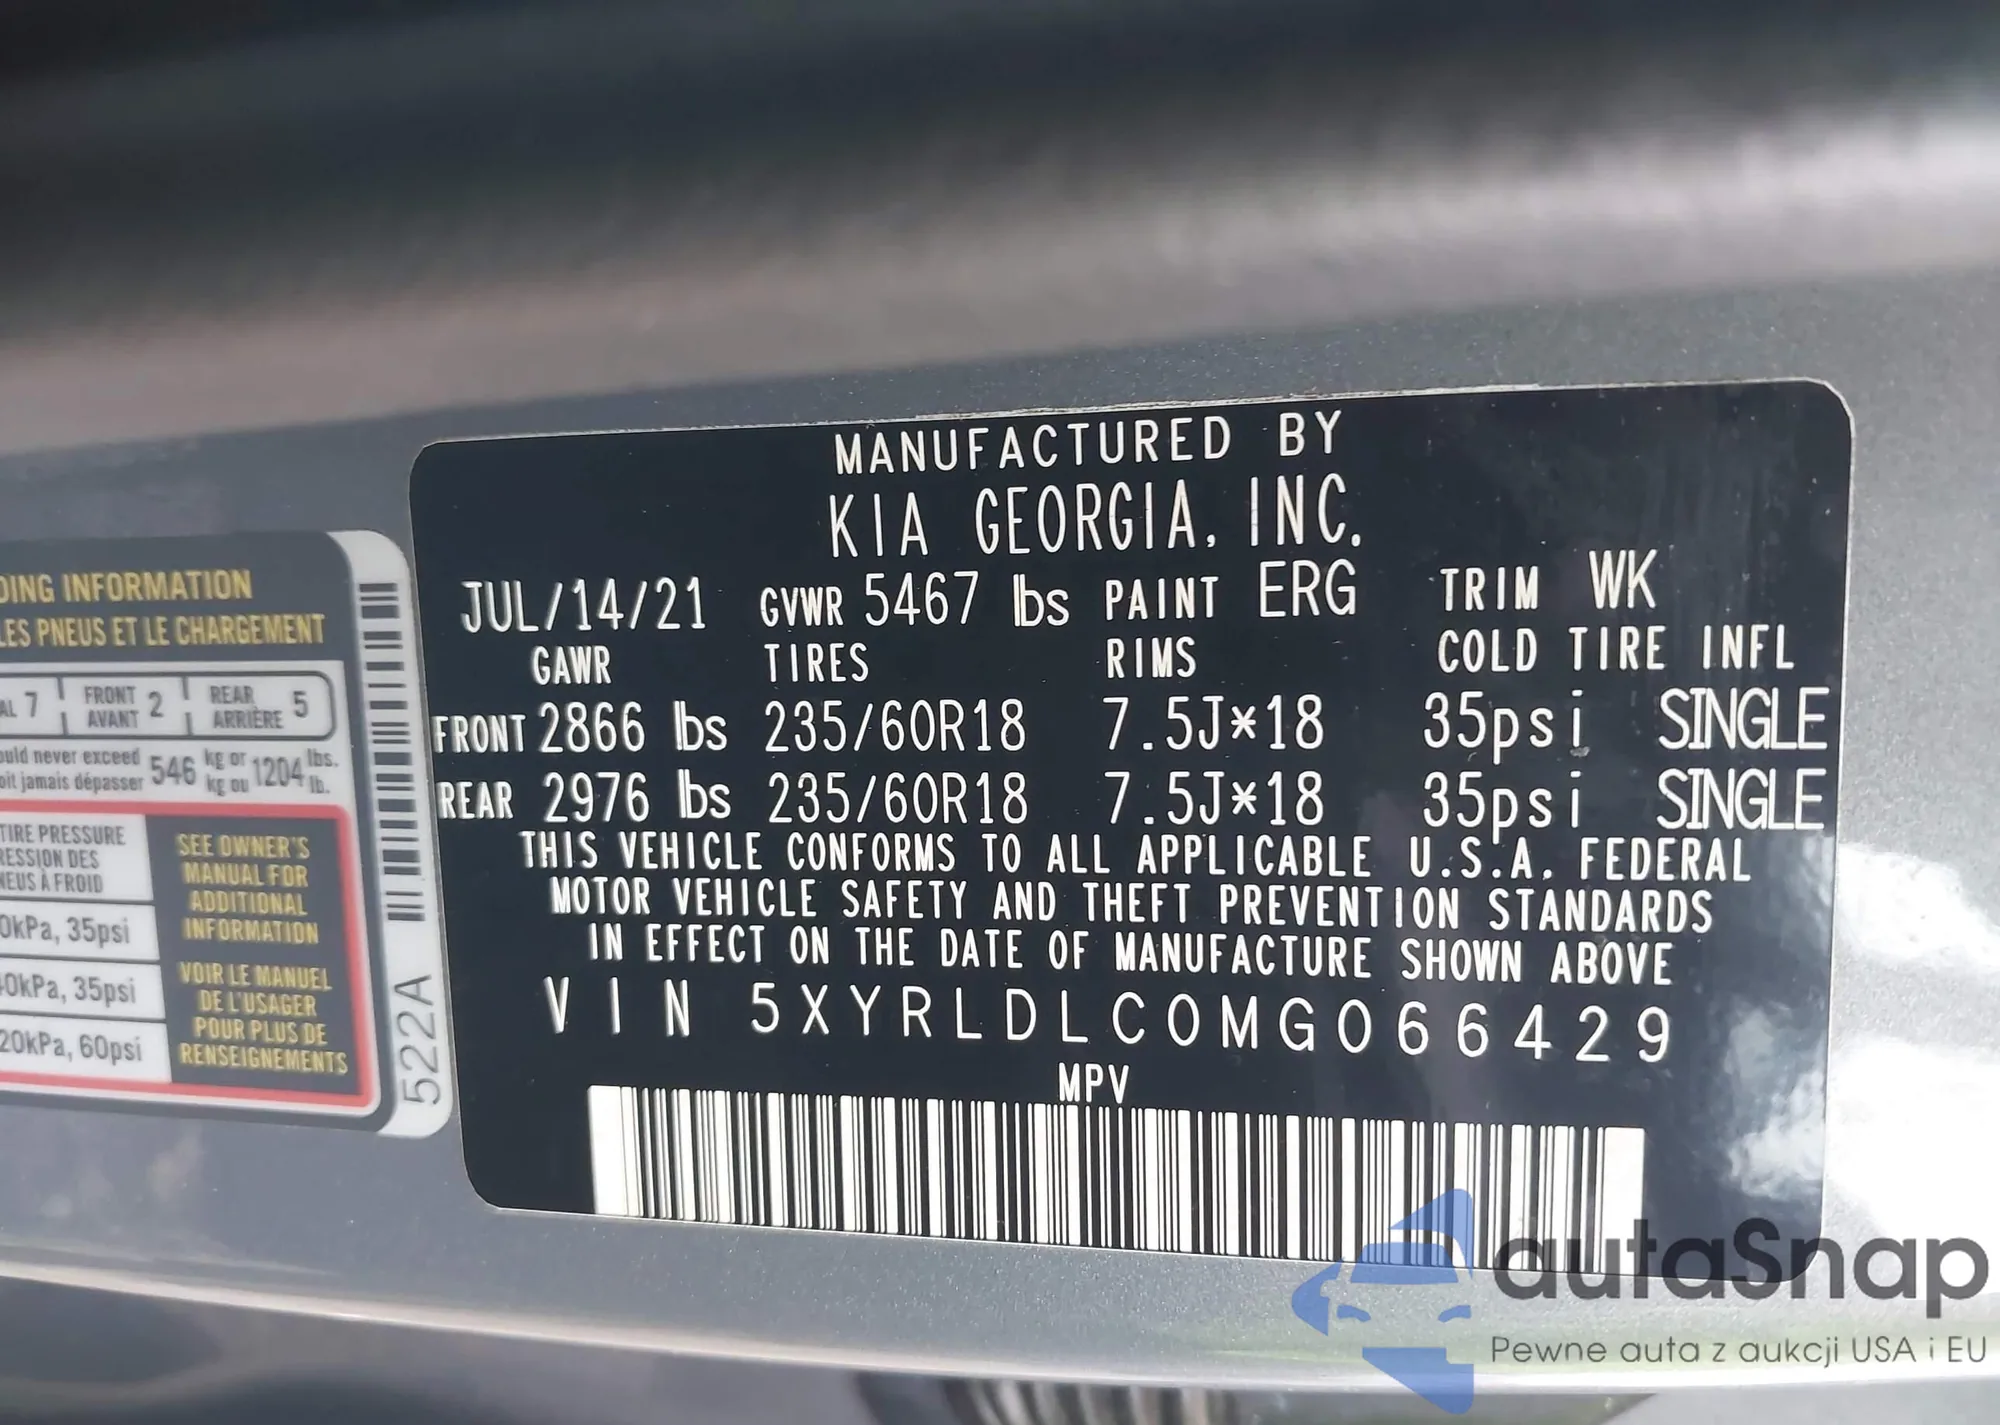 MANUFACTURED BY
KIA GEORGIA, INC.
JUL/14/21 GVWR 5467 lbs PAINT ERG TRIM WK
GAWR TIRES RIMS COLD TIRE INFL
FRONT 2866 lbs 235/60R18 7.5J*18 35psi SINGLE
REAR 2976 lbs 235/60R18 7.5J*18 35psi SINGLE
THIS VEHICLE CONFORMS TO ALL APPLICABLE U.S.A. FEDERAL
MOTOR VEHICLE SAFETY AND THEFT PREVENTION STANDARDS
IN EFFECT ON THE DATE OF MANUFACTURE SHOWN ABOVE
VIN 5XYRLDLC0MG066429
MPV
DING INFORMATION
LES PNEUS ET LE CHARGEMENT
AL 7 FRONT AVANT 2 REAR ARRIÈRE 5
ould never exceed 546 kg or 1204 lbs.
oit jamais dépasser kg ou lb.
TIRE PRESSURE
RESSION DES
NEUS À FROID
0kPa, 35psi
40kPa, 35psi
20kPa, 60psi
SEE OWNER'S
MANUAL FOR
ADDITIONAL
INFORMATION
VOIR LE MANUEL
DE L'USAGER
POUR PLUS DE
RENSEIGNEMENTS
522A
autaSnap
Pewne auta z aukcji USA i EU